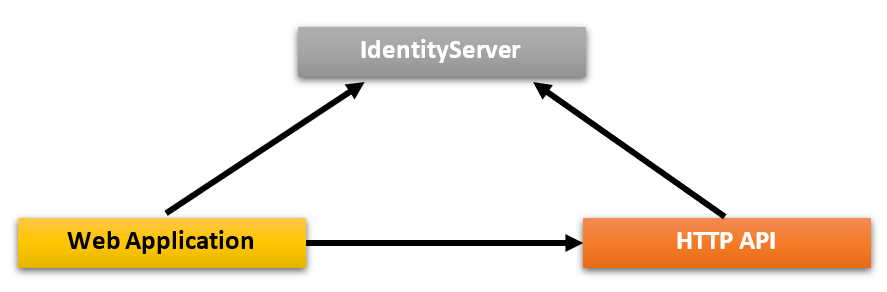 IdentityServer
Web Application
HTTP API